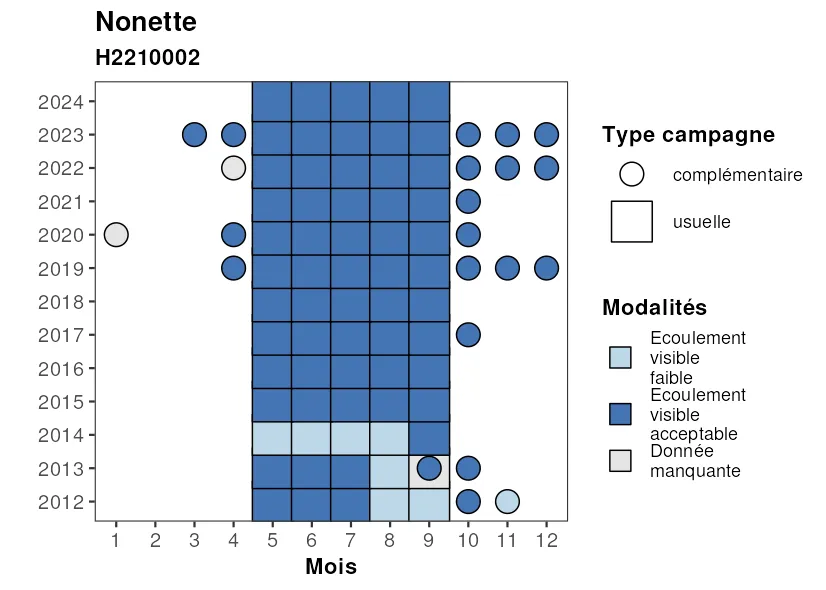 Nonette
H2210002
2024
2023
2022
2021
2020
2019
2018
2017
2016
2015
2014
2013
2012
1 2 3 4 5 6 7 8 9 10 11 12
Mois
Type campagne
complémentaire
usuelle
Modalités
Ecoulement
visible
faible
Ecoulement
visible
acceptable
Donnée
manquante